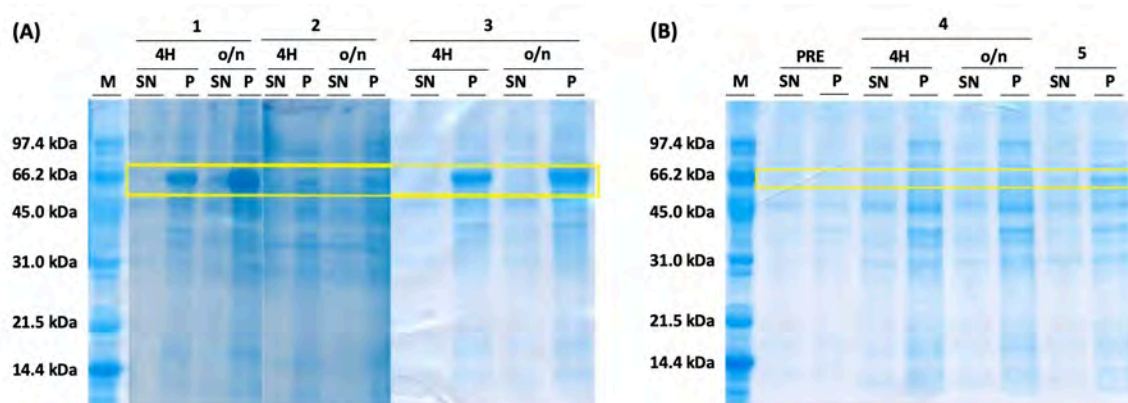 (A)
1 2 3
4H o/n 4H o/n 4H o/n
M SN P SN P SN P SN P SN P SN P
97.4 kDa
66.2 kDa
45.0 kDa
31.0 kDa
21.5 kDa
14.4 kDa
(B)
4
PRE 4H o/n 5
M SN P SN P SN P SN P
97.4 kDa
66.2 kDa
45.0 kDa
31.0 kDa
21.5 kDa
14.4 kDa